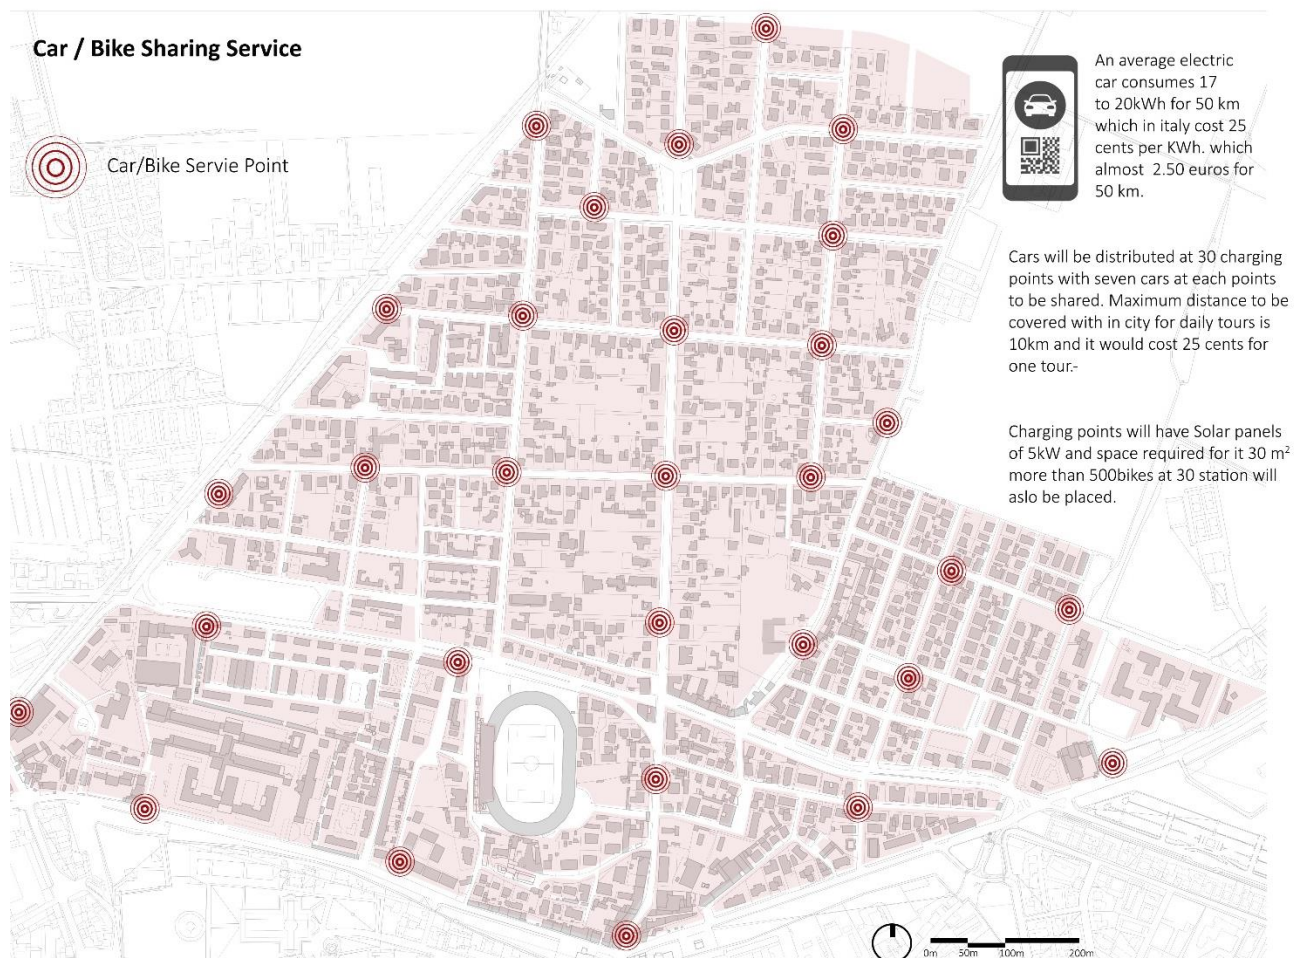 Car / Bike Sharing Service
Car/Bike Servie Point
An average electric
car consumes 17
to 20kWh for 50 km
which in italy cost 25
cents per KWh. which
almost 2.50 euros for
50 km.
Cars will be distributed at 30 charging
points with seven cars at each points
to be shared. Maximum distance to be
covered with in city for daily tours is
10km and it would cost 25 cents for
one tour.-
Charging points will have Solar panels
of 5kW and space required for it 30 m²
more than 500bikes at 30 station will
aslo be placed.
0m 50m 100m 200m